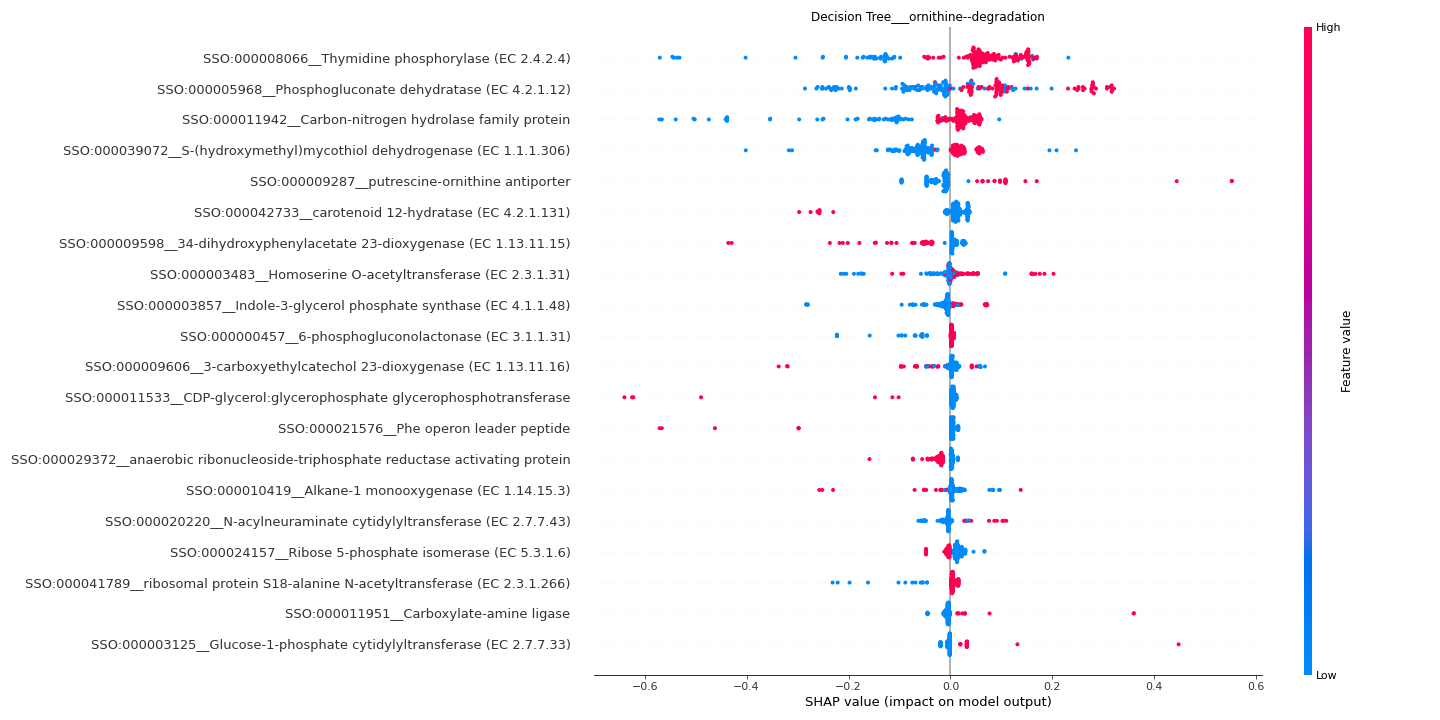 Decision Tree___ornithine--degradation
SSO:000008066__Thymidine phosphorylase (EC 2.4.2.4)
SSO:000005968__Phosphogluconate dehydratase (EC 4.2.1.12)
SSO:000011942__Carbon-nitrogen hydrolase family protein
SSO:000039072__S-(hydroxymethyl)mycothiol dehydrogenase (EC 1.1.1.306)
SSO:000009287__putrescine-ornithine antiporter
SSO:000042733__carotenoid 12-hydratase (EC 4.2.1.131)
SSO:000009598__34-dihydroxyphenylacetate 23-dioxygenase (EC 1.13.11.15)
SSO:000003483__Homoserine O-acetyltransferase (EC 2.3.1.31)
SSO:000003857__Indole-3-glycerol phosphate synthase (EC 4.1.1.48)
SSO:000000457__6-phosphogluconolactonase (EC 3.1.1.31)
SSO:000009606__3-carboxyethylcatechol 23-dioxygenase (EC 1.13.11.16)
SSO:000011533__CDP-glycerol:glycerophosphate glycerophosphotransferase
SSO:000021576__Phe operon leader peptide
SSO:000029372__anaerobic ribonucleoside-triphosphate reductase activating protein
SSO:000010419__Alkane-1 monooxygenase (EC 1.14.15.3)
SSO:000020220__N-acylneuraminate cytidylyltransferase (EC 2.7.7.43)
SSO:000024157__Ribose 5-phosphate isomerase (EC 5.3.1.6)
SSO:000041789__ribosomal protein S18-alanine N-acetyltransferase (EC 2.3.1.266)
SSO:000011951__Carboxylate-amine ligase
SSO:000003125__Glucose-1-phosphate cytidylyltransferase (EC 2.7.7.33)
−0.6 −0.4 −0.2 0.0 0.2 0.4 0.6
SHAP value (impact on model output)
High
Feature value
Low